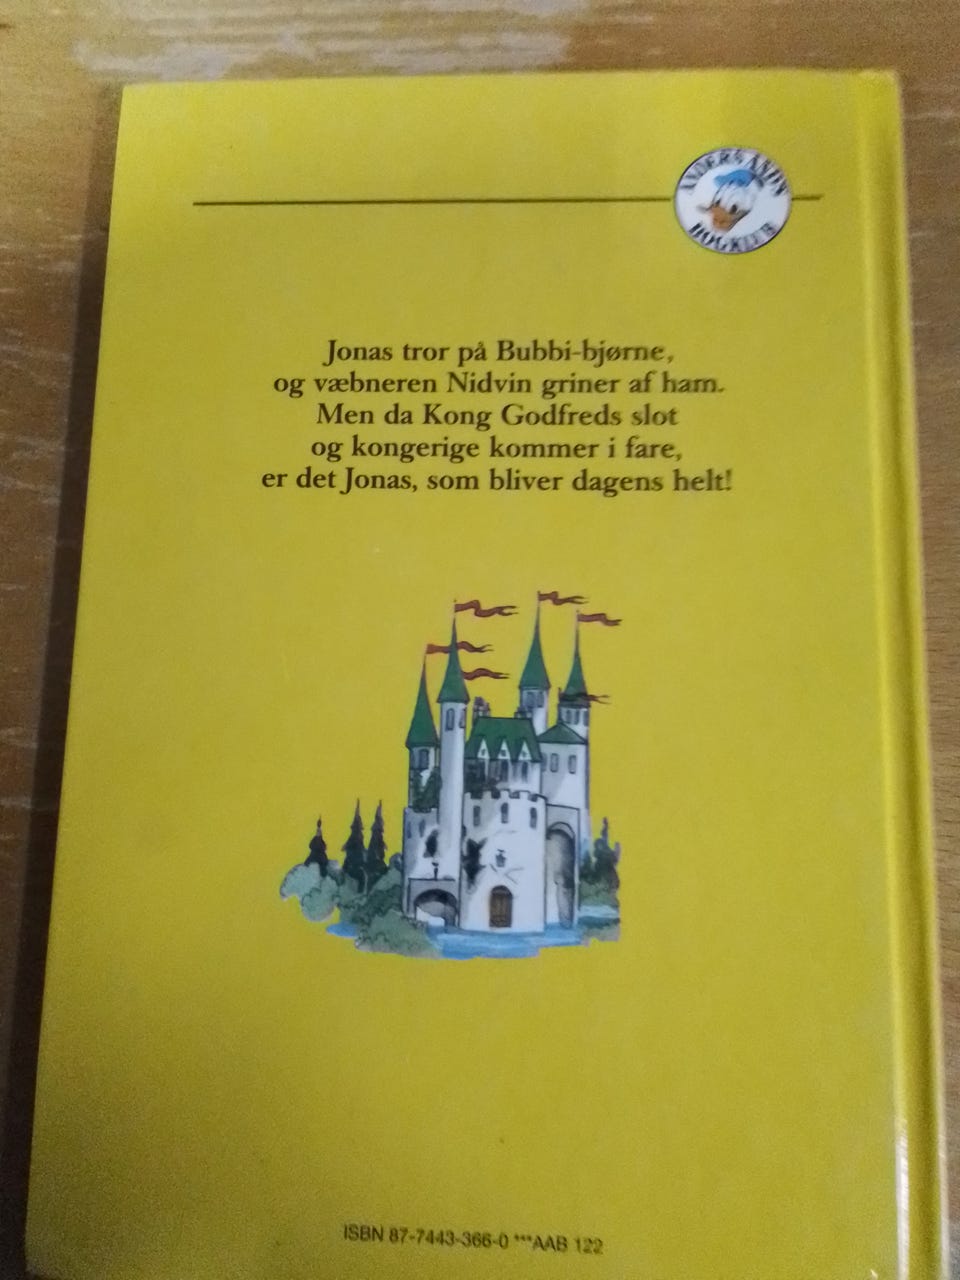 ANDERS AND'S
BOGKLUB
Jonas tror på Bubbi-bjørne,
og væbneren Nidvin griner af ham.
Men da Kong Godfreds slot
og kongerige kommer i fare,
er det Jonas, som bliver dagens helt!
ISBN 87-7443-366-0 ***AAB 122